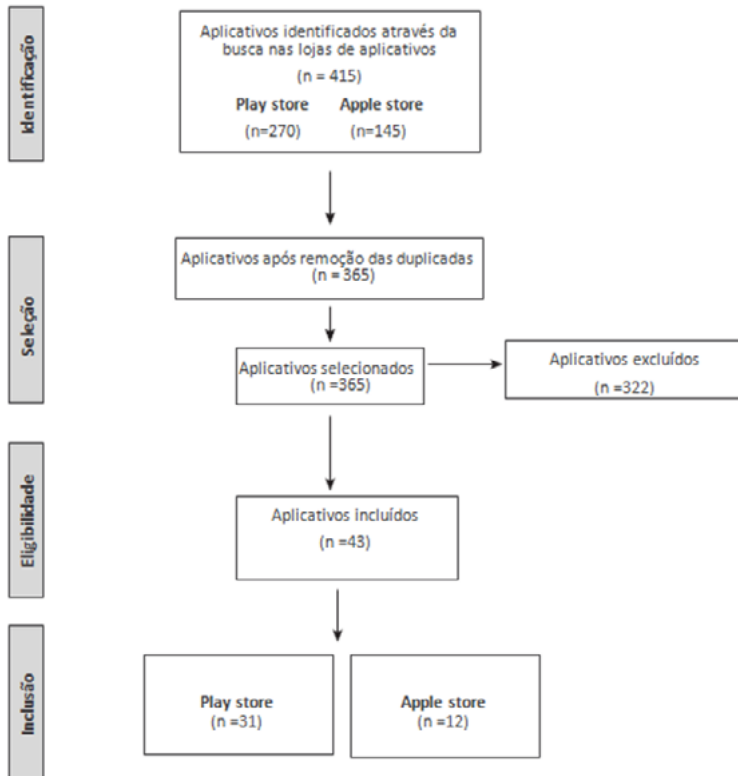 Identificação
Aplicativos identificados através da
busca nas lojas de aplicativos
(n = 415)
Play store Apple store
(n=270) (n=145)
Seleção
Aplicativos após remoção das duplicadas
(n = 365)
Aplicativos selecionados
(n =365)
Aplicativos excluídos
(n =322)
Eligibilidade
Aplicativos incluídos
(n =43)
Inclusão
Play store
(n =31)
Apple store
(n =12)